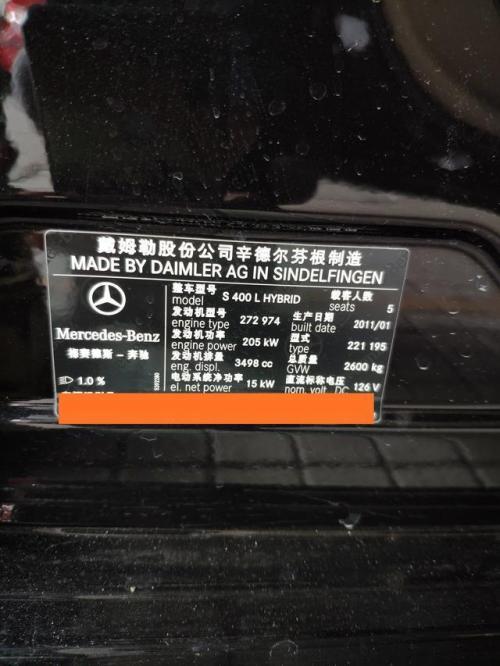 戴姆勒股份公司辛德尔芬根制造
MADE BY DAIMLER AG IN SINDELFINGEN
整车型号 载客人数
model S 400 L HYBRID seats 5
发动机型号 生产日期
engine type 272 974 built date 2011/01
Mercedes-Benz
发动机功率 型式
engine power 205 kW type 221 195
梅赛德斯-奔驰
发动机排量 总质量
eng. displ. 3498 cc GVW 2600 kg
1.0 %
电动系统净功率 直流标称电压
el. net power 15 kW nom. volt. DC 126 V